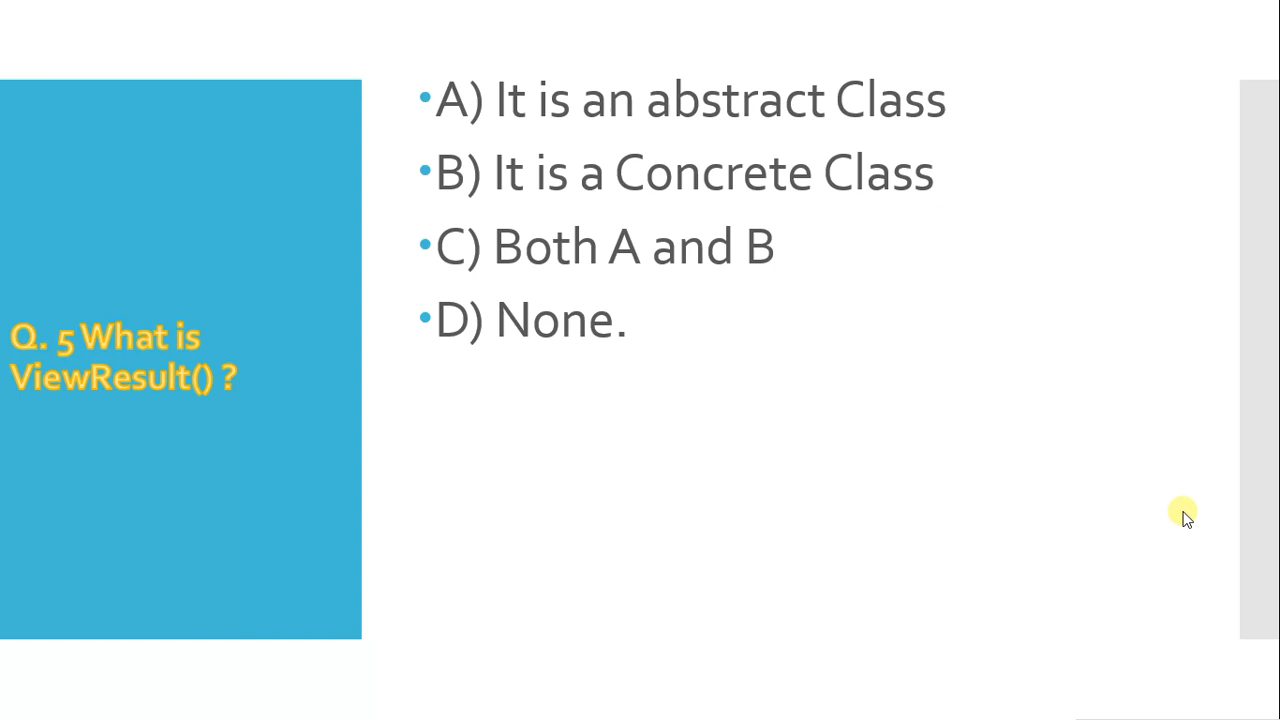 Q. 5 What is
ViewResult() ?
•A) It is an abstract Class
•B) It is a Concrete Class
•C) Both A and B
•D) None.